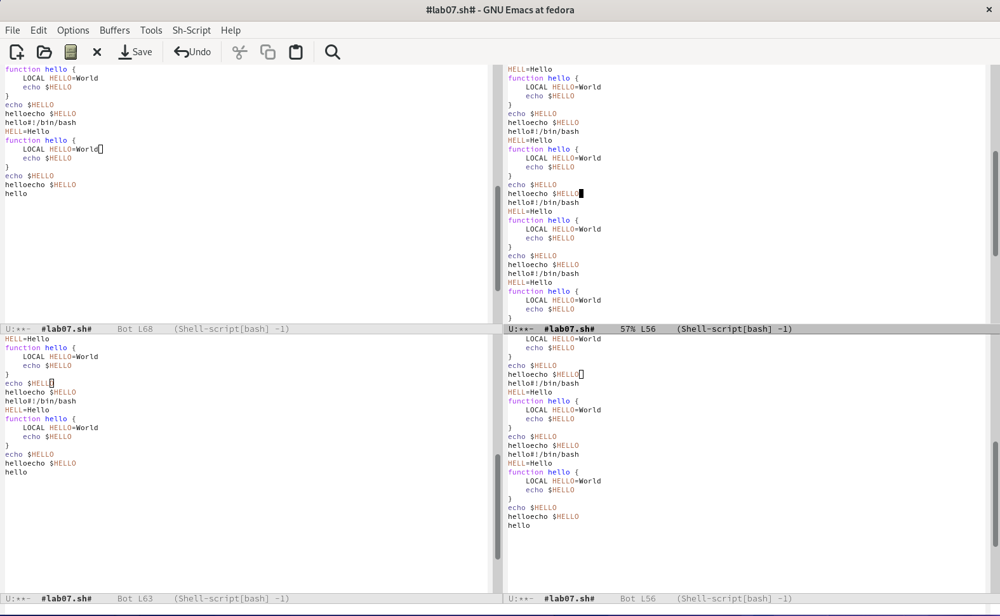 #lab07.sh# - GNU Emacs at fedora
File Edit Options Buffers Tools Sh-Script Help
Save Undo
function hello {
    LOCAL HELLO=World
    echo $HELLO
}
echo $HELLO
helloecho $HELLO
hello#!/bin/bash
HELL=Hello
function hello {
    LOCAL HELLO=World
    echo $HELLO
}
echo $HELLO
helloecho $HELLO
hello
U:**-  #lab07.sh#     Bot L68    (Shell-script[bash] -1)
HELL=Hello
function hello {
    LOCAL HELLO=World
    echo $HELLO
}
echo $HELLO
helloecho $HELLO
hello#!/bin/bash
HELL=Hello
function hello {
    LOCAL HELLO=World
    echo $HELLO
}
echo $HELLO
helloecho $HELLO
hello#!/bin/bash
HELL=Hello
function hello {
    LOCAL HELLO=World
    echo $HELLO
}
echo $HELLO
helloecho $HELLO
hello#!/bin/bash
HELL=Hello
function hello {
    LOCAL HELLO=World
    echo $HELLO
}
U:**-  #lab07.sh#     57% L56    (Shell-script[bash] -1)
HELL=Hello
function hello {
    LOCAL HELLO=World
    echo $HELLO
}
echo $HELLO
helloecho $HELLO
hello#!/bin/bash
HELL=Hello
function hello {
    LOCAL HELLO=World
    echo $HELLO
}
echo $HELLO
helloecho $HELLO
hello
U:**-  #lab07.sh#     Bot L63    (Shell-script[bash] -1)
    LOCAL HELLO=World
    echo $HELLO
}
echo $HELLO
helloecho $HELLO
hello#!/bin/bash
HELL=Hello
function hello {
    LOCAL HELLO=World
    echo $HELLO
}
echo $HELLO
helloecho $HELLO
hello#!/bin/bash
HELL=Hello
function hello {
    LOCAL HELLO=World
    echo $HELLO
}
echo $HELLO
helloecho $HELLO
hello
U:**-  #lab07.sh#     Bot L56    (Shell-script[bash] -1)